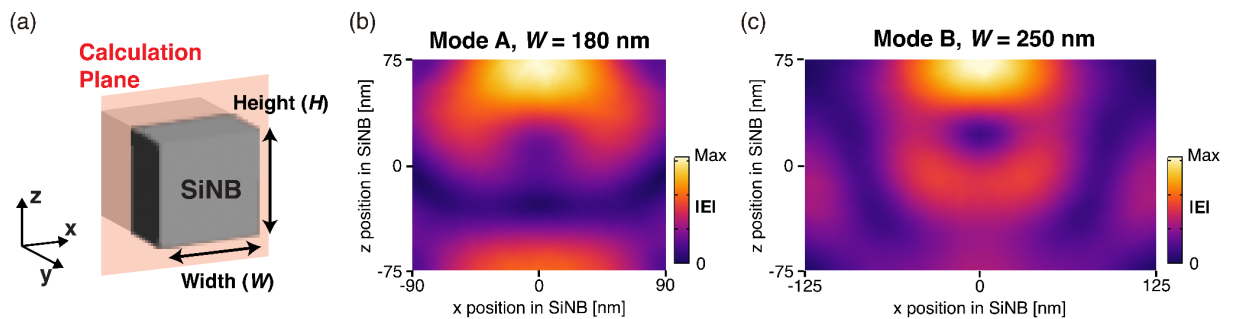 (a)
Calculation
Plane
Height (H)
SiNB
z
x
y
Width (W)
(b)
Mode A, W = 180 nm
75
0
-75
z position in SiNB [nm]
-90
0
90
x position in SiNB [nm]
Max
|E|
0
(c)
Mode B, W = 250 nm
75
0
-75
z position in SiNB [nm]
-125
0
125
x position in SiNB [nm]
Max
|E|
0